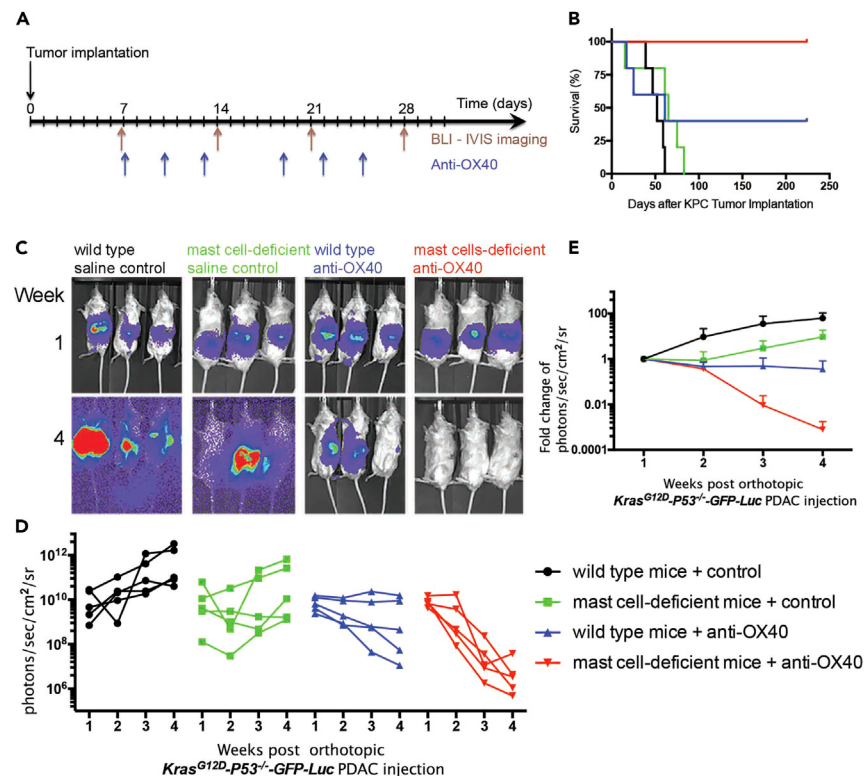 A
Tumor implantation
0 7 14 21 28 Time (days)
BLI - IVIS imaging
Anti-OX40
B
Survival (%)
100
75
50
25
0
0 50 100 150 200 250
Days after KPC Tumor Implantation
C
wild type
saline control
mast cell-deficient
saline control
wild type
anti-OX40
mast cells-deficient
anti-OX40
Week
1
4
E
Fold change of
photons/sec/cm²/sr
100
1
0.01
0.0001
1 2 3 4
Weeks post orthotopic
KrasG12D-P53-/--GFP-Luc PDAC injection
D
photons/sec/cm²/sr
10¹²
10¹⁰
10⁸
10⁶
1 2 3 4 1 2 3 4 1 2 3 4 1 2 3 4
Weeks post orthotopic
KrasG12D-P53-/--GFP-Luc PDAC injection
wild type mice + control
mast cell-deficient mice + control
wild type mice + anti-OX40
mast cell-deficient mice + anti-OX40